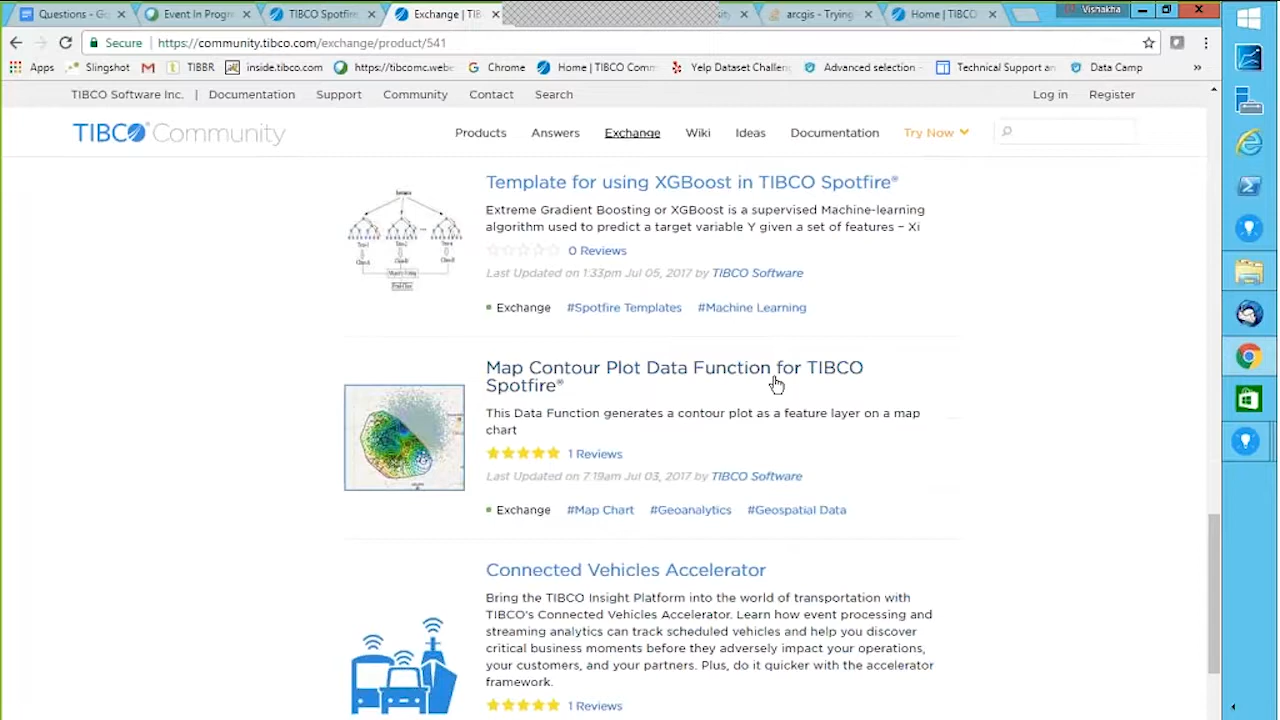 Questions - Go
Event In Progr
TIBCO Spotfire
Exchange | TIB
arcgis - Trying
Home | TIBCO
Vishakha
Secure
https://community.tibco.com/exchange/product/541
Apps
Slingshot
TIBBR
inside.tibco.com
https://tibcomc.webe
Chrome
Home | TIBCO Comm
Yelp Dataset Challen
Advanced selection -
Technical Support an
Data Camp
»
TIBCO Software Inc. | Documentation Support Community Contact Search
Log in Register
TIBCO Community
Products Answers Exchange Wiki Ideas Documentation Try Now
Template for using XGBoost in TIBCO Spotfire®
Extreme Gradient Boosting or XGBoost is a supervised Machine-learning
algorithm used to predict a target variable Y given a set of features – Xi
0 Reviews
Last Updated on 1:33pm Jul 05, 2017 by TIBCO Software
Exchange #Spotfire Templates #Machine Learning
Map Contour Plot Data Function for TIBCO
Spotfire®
This Data Function generates a contour plot as a feature layer on a map
chart
1 Reviews
Last Updated on 7:19am Jul 03, 2017 by TIBCO Software
Exchange #Map Chart #Geoanalytics #Geospatial Data
Connected Vehicles Accelerator
Bring the TIBCO Insight Platform into the world of transportation with
TIBCO's Connected Vehicles Accelerator. Learn how event processing and
streaming analytics can track scheduled vehicles and help you discover
critical business moments before they adversely impact your operations,
your customers, and your partners. Plus, do it quicker with the accelerator
framework.
1 Reviews